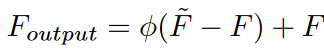 F_{output} = ϕ(F̃ − F) + F